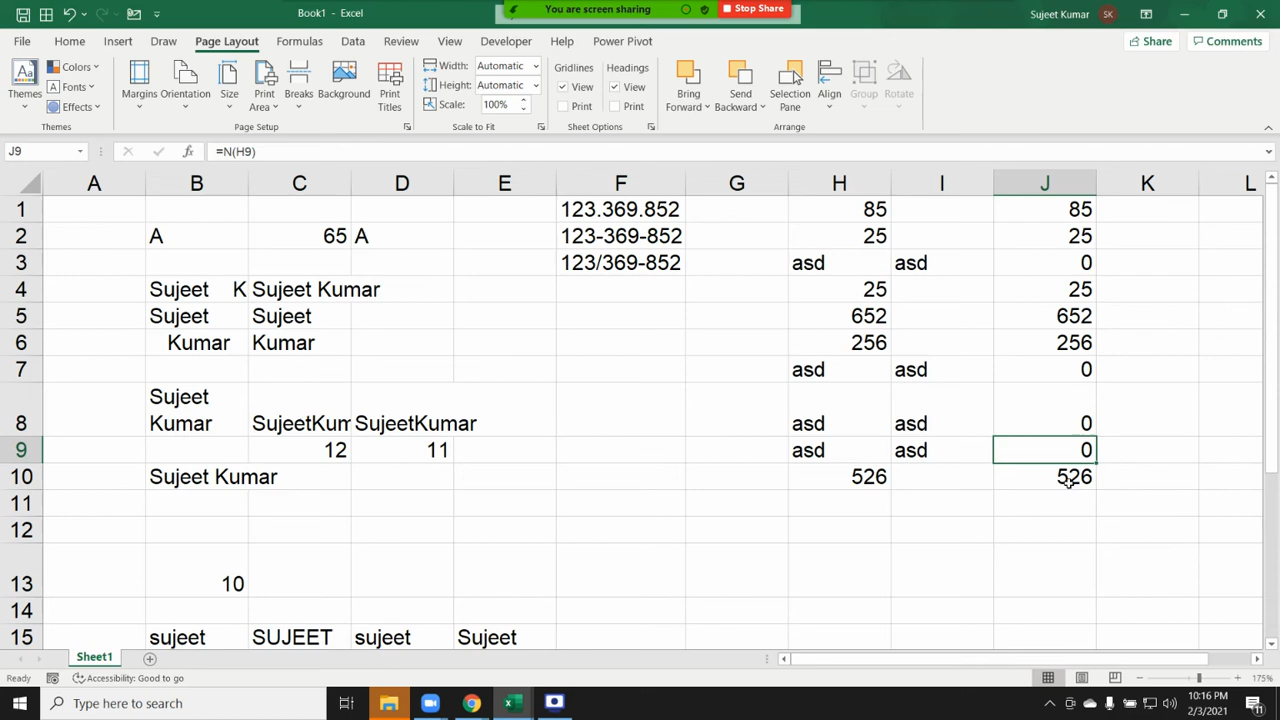 Book1 - Excel
You are screen sharing
Stop Share
Sujeet Kumar
SK
File Home Insert Draw Page Layout Formulas Data Review View Developer Help Power Pivot
Share
Comments
Aa
Themes
Colors
Fonts
Effects
Themes
Margins
Orientation
Size
Print Area
Breaks
Background
Print Titles
Page Setup
Width: Automatic
Height: Automatic
Scale: 100%
Scale to Fit
Gridlines
View
Print
Headings
View
Print
Sheet Options
Bring Forward
Send Backward
Selection Pane
Align
Group
Rotate
Arrange
J9
fx
=N(H9)
A B C D E F G H I J K L
1 123.369.852 85 85
2 A 65 A 123-369-852 25 25
3 123/369-852 asd asd 0
4 Sujeet K Sujeet Kumar 25 25
5 Sujeet Sujeet 652 652
6 Kumar Kumar 256 256
7 asd asd 0
Sujeet
8 Kumar SujeetKum SujeetKumar asd asd 0
9 12 11 asd asd 0
10 Sujeet Kumar 526 526
11
12
13 10
14
15 sujeet SUJEET sujeet Sujeet
Sheet1
Ready
Accessibility: Good to go
175%
Type here to search
10:16 PM
2/3/2021
11